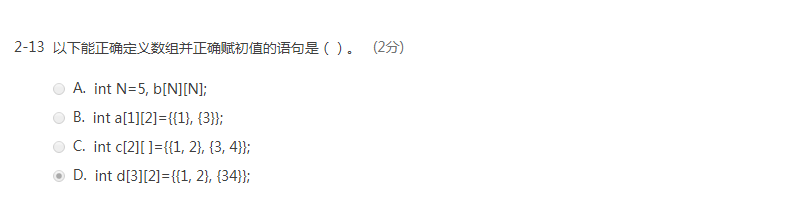 2-13 以下能正确定义数组并正确赋初值的语句是 ( ) 。 (2分)
A. int N=5, b[N][N];
B. int a[1][2]={{1}, {3}};
C. int c[2][ ]={{1, 2}, {3, 4}};
D. int d[3][2]={{1, 2}, {34}};